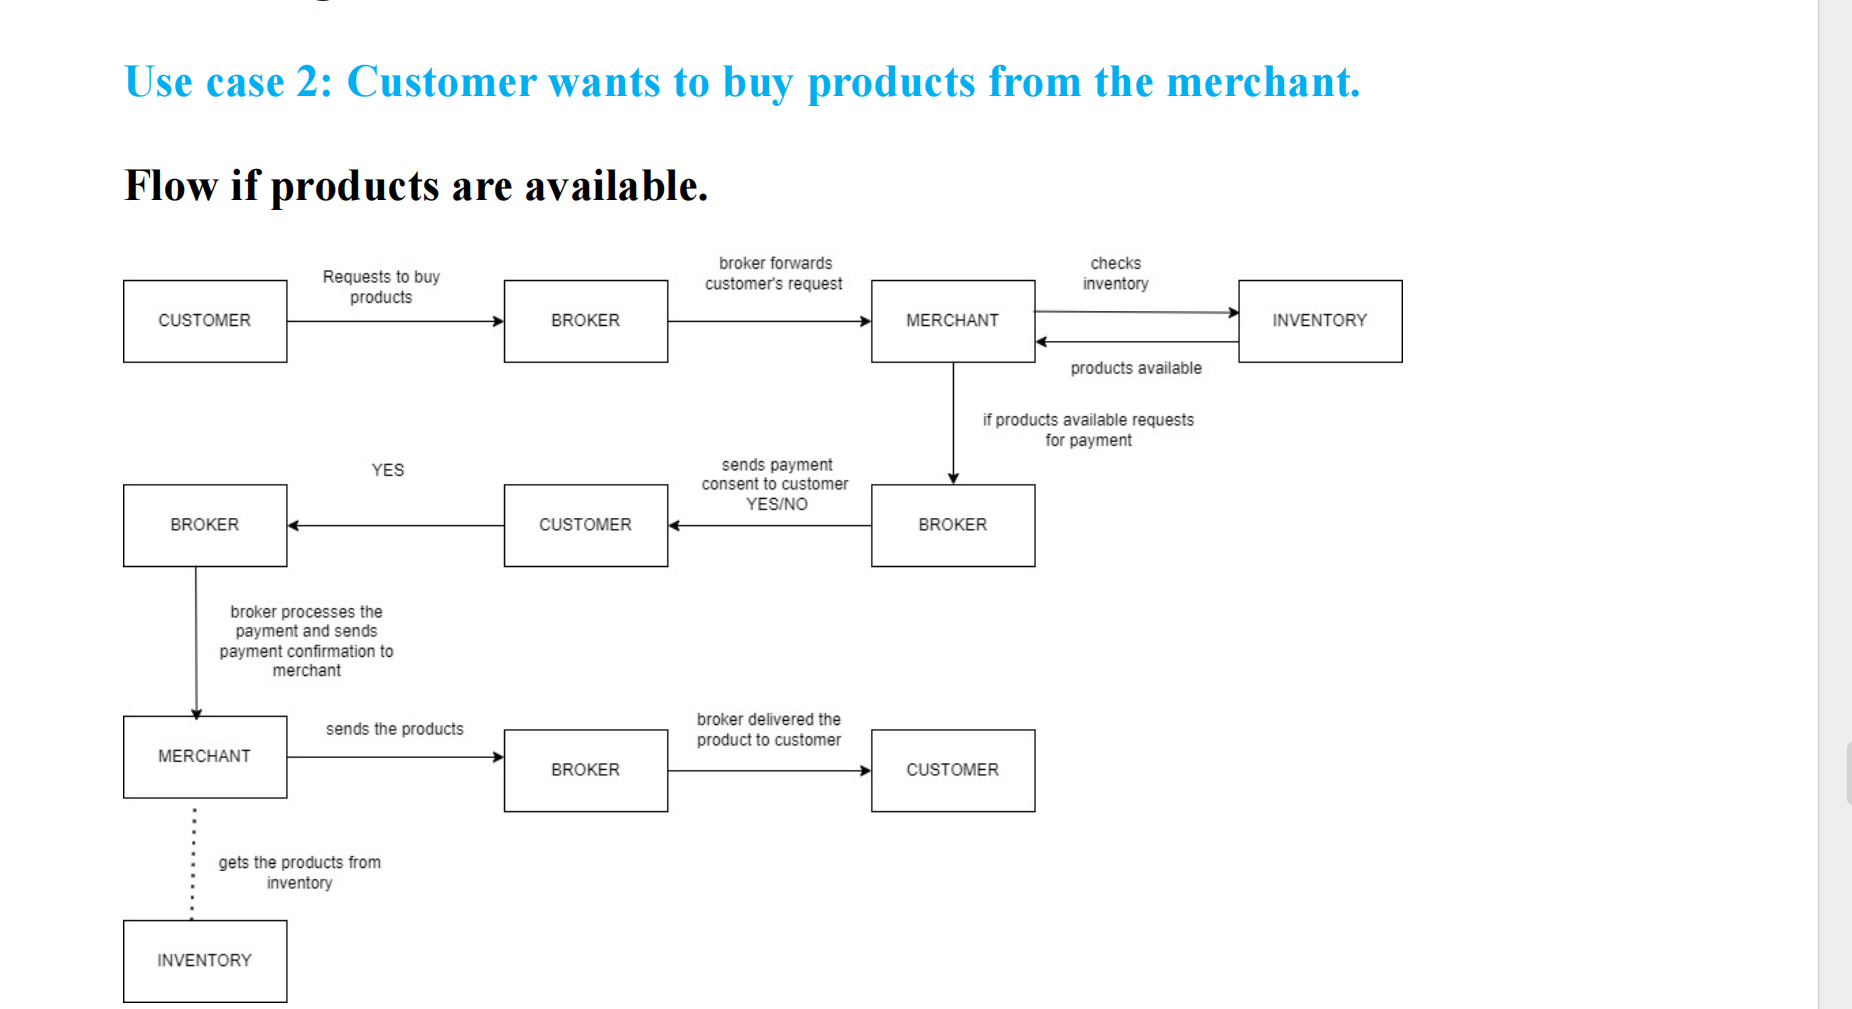 Use case 2: Customer wants to buy products from the merchant.
Flow if products are available.
CUSTOMER
Requests to buy
products
BROKER
broker forwards
customer's request
MERCHANT
checks
inventory
INVENTORY
products available
if products available requests
for payment
BROKER
sends payment
consent to customer
YES/NO
CUSTOMER
YES
BROKER
broker processes the
payment and sends
payment confirmation to
merchant
MERCHANT
sends the products
BROKER
broker delivered the
product to customer
CUSTOMER
gets the products from
inventory
INVENTORY